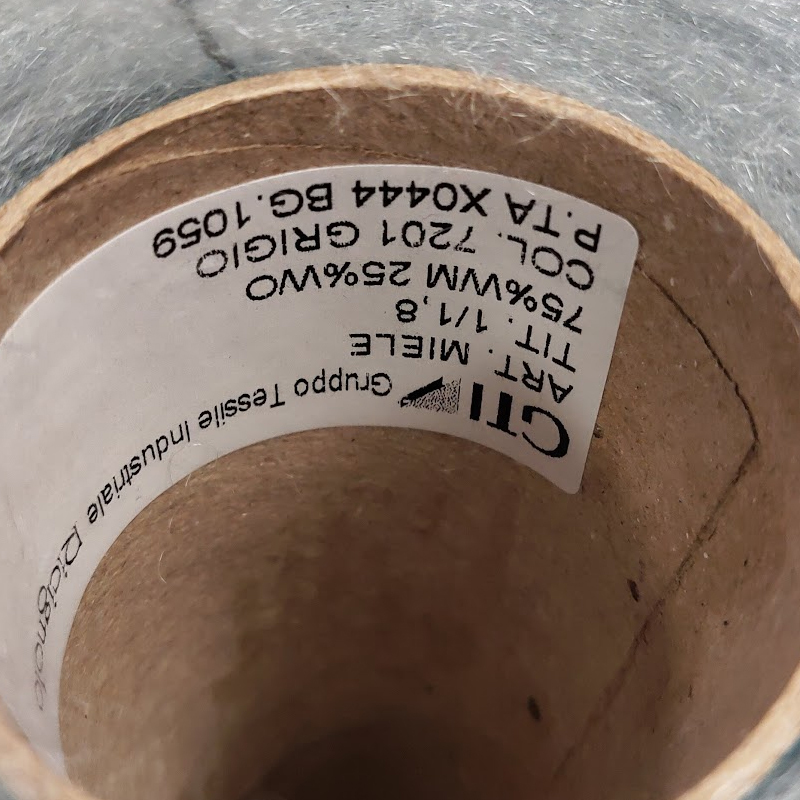 GTI Gruppo Tessile Industriale Ricignolo
ART. MIELE
TIT. 1/1,8
75%WM 25%WO
COL. 7201 GRIGIO
P.TA X0444 BG.1059